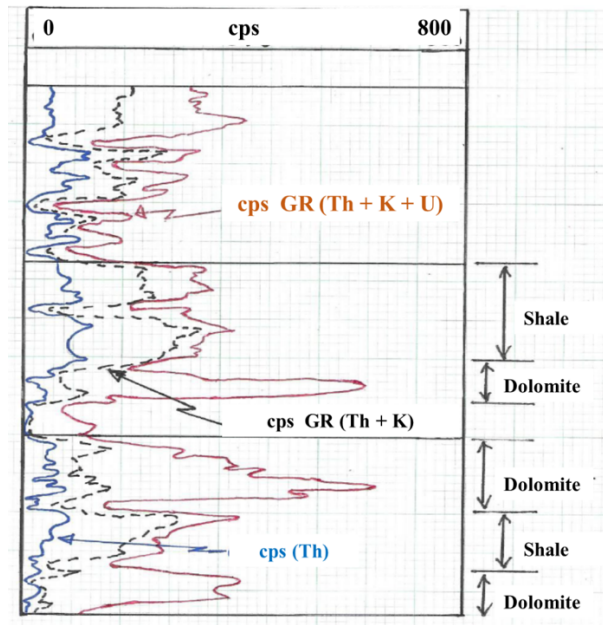 0 cps 800
cps GR (Th + K + U)
Shale
Dolomite
cps GR (Th + K)
Dolomite
Shale
cps (Th)
Dolomite